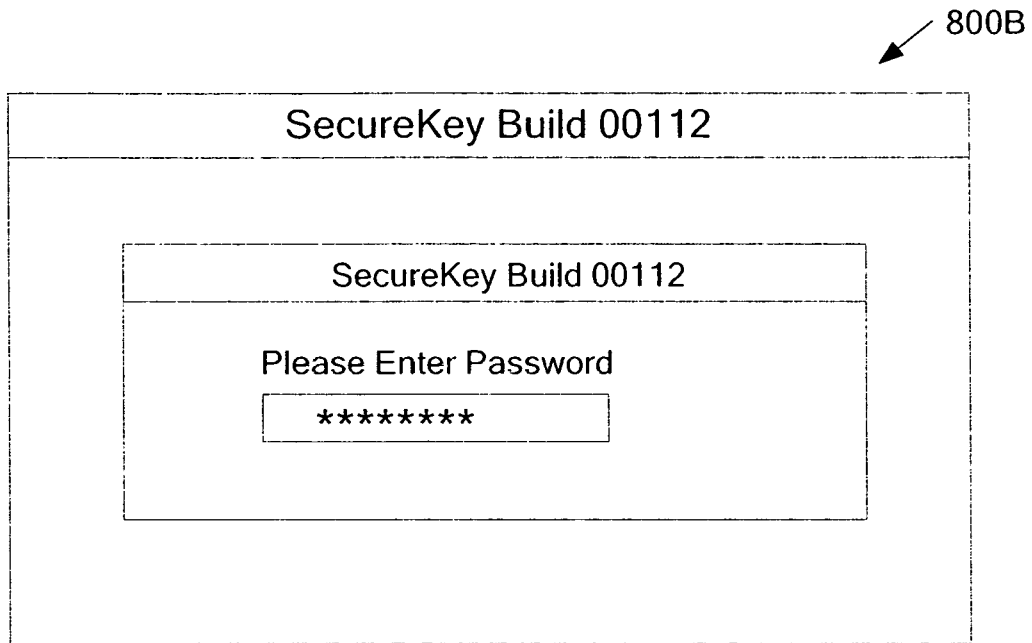 800B
SecureKey Build 00112
SecureKey Build 00112
Please Enter Password
********